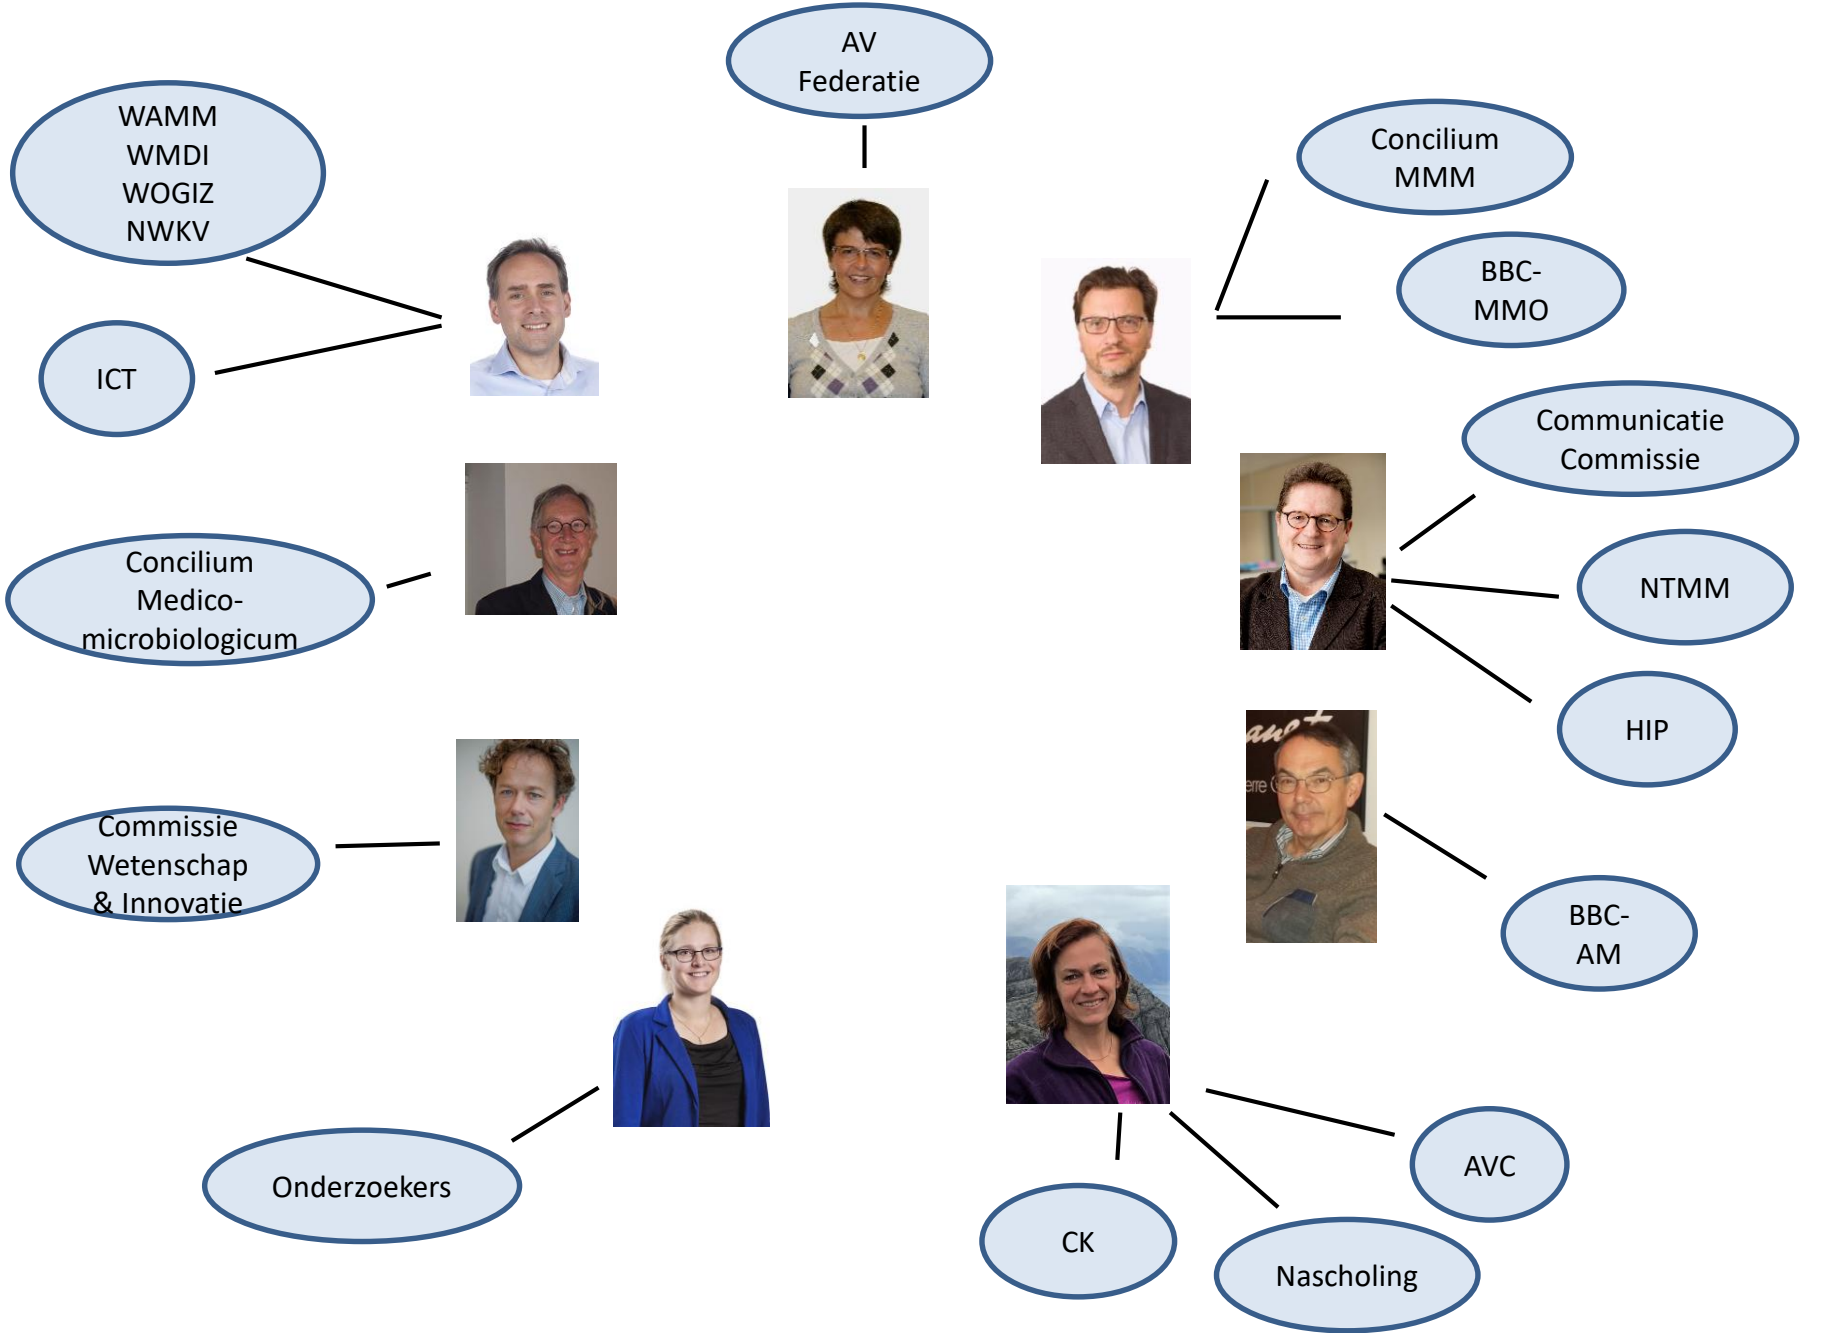 AV
Federatie
WAMM
WMDI
WOGIZ
NWKV
Concilium
MMM
BBC-
MMO
ICT
Communicatie
Commissie
Concilium
Medico-
microbiologicum
NTMM
HIP
Commissie
Wetenschap
& Innovatie
BBC-
AM
Onderzoekers
AVC
CK
Nascholing